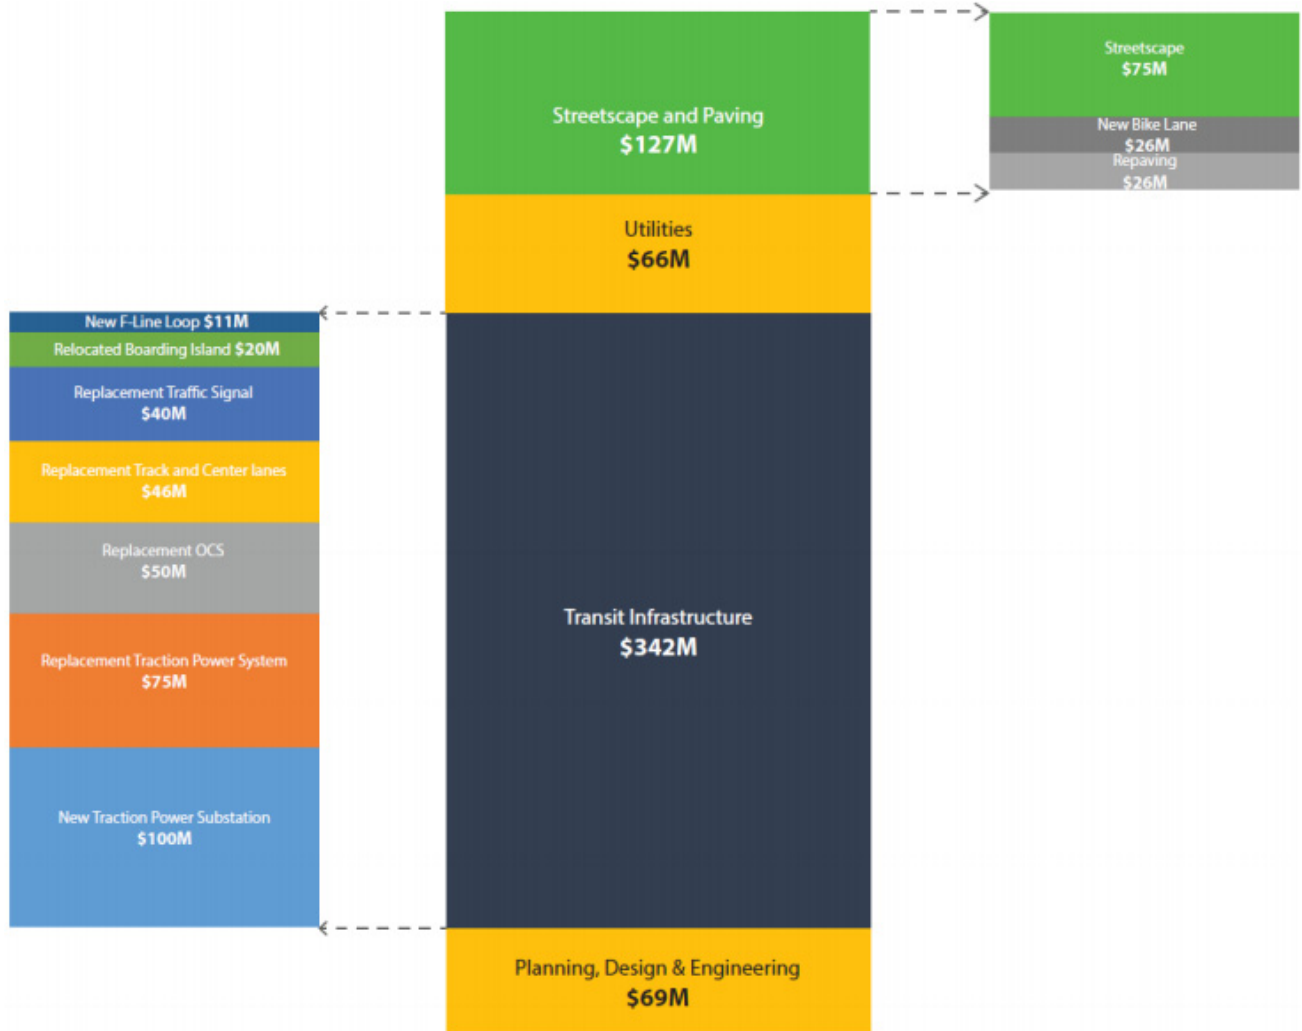 Streetscape and Paving
$127M
Utilities
$66M
Transit Infrastructure
$342M
Planning, Design & Engineering
$69M
Streetscape
$75M
New Bike Lane
$26M
Repaving
$26M
New F-Line Loop $11M
Relocated Boarding Island $20M
Replacement Traffic Signal
$40M
Replacement Track and Center lanes
$46M
Replacement OCS
$50M
Replacement Traction Power System
$75M
New Traction Power Substation
$100M